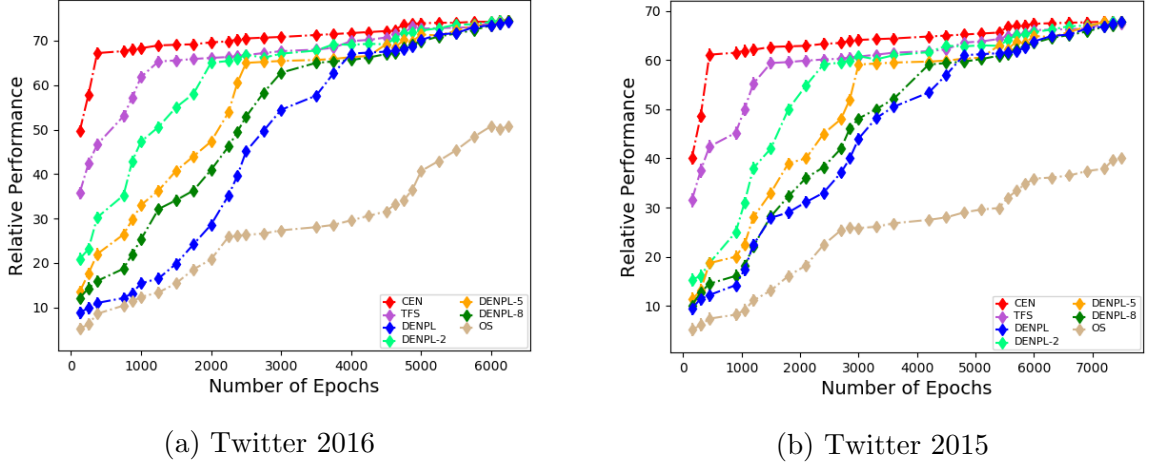 70
60
50
40
30
20
10
Relative Performance
0 1000 2000 3000 4000 5000 6000
Number of Epochs
CEN
TFS
DENPL
DENPL-2
DENPL-5
DENPL-8
OS
(a) Twitter 2016
70
60
50
40
30
20
10
Relative Performance
0 1000 2000 3000 4000 5000 6000 7000
Number of Epochs
CEN
TFS
DENPL
DENPL-2
DENPL-5
DENPL-8
OS
(b) Twitter 2015